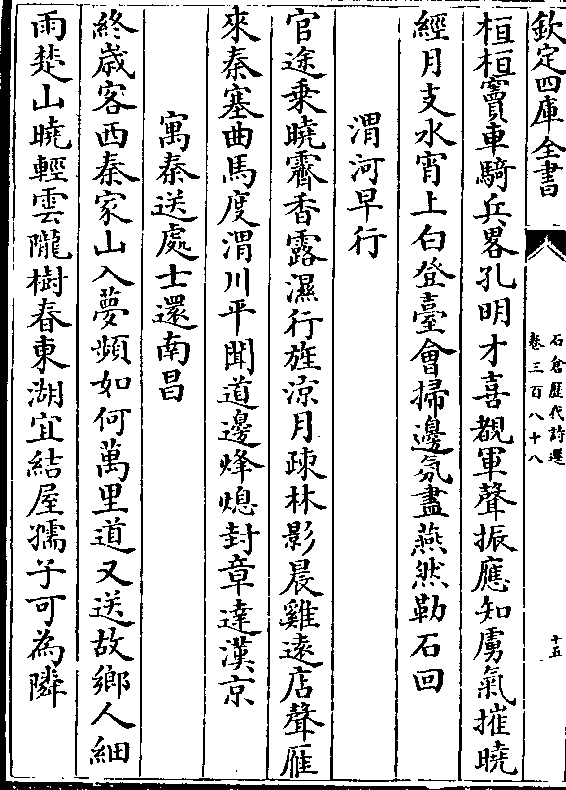 欽定四庫全書
石倉歷代詩選
卷三百八十八
十五
桓桓竇車騎兵畧孔明才喜覩軍聲振應知虜氣摧曉
經月支水宵上白登臺會掃邊氛盡燕然勒石回
渭河早行
官途乗曉霽香露濕行旌涼月疎林影晨雞遠店聲雁
來秦塞曲馬度渭川平聞道邊烽熄封章達漢京
寓秦送處士還南昌
終歳客西秦家山入夢頻如何萬里道又送故鄉人細
雨楚山曉輕雲隴樹春東湖宜結屋孺子可為隣